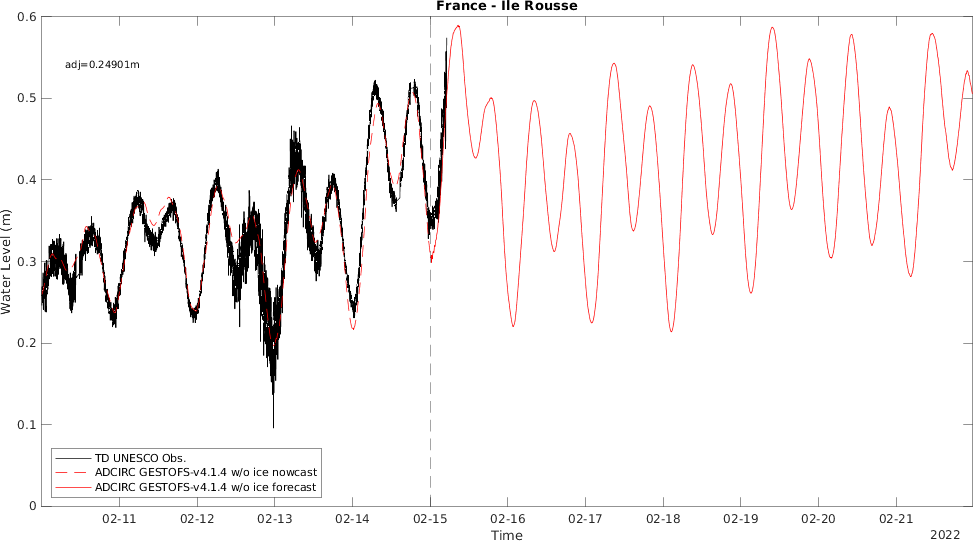 France - Ile Rousse
adj=0.24901m
0.6
0.5
0.4
0.3
0.2
0.1
0
Water Level (m)
TD UNESCO Obs.
ADCIRC GESTOFS-v4.1.4 w/o ice nowcast
ADCIRC GESTOFS-v4.1.4 w/o ice forecast
02-11 02-12 02-13 02-14 02-15 02-16 02-17 02-18 02-19 02-20 02-21
Time
2022